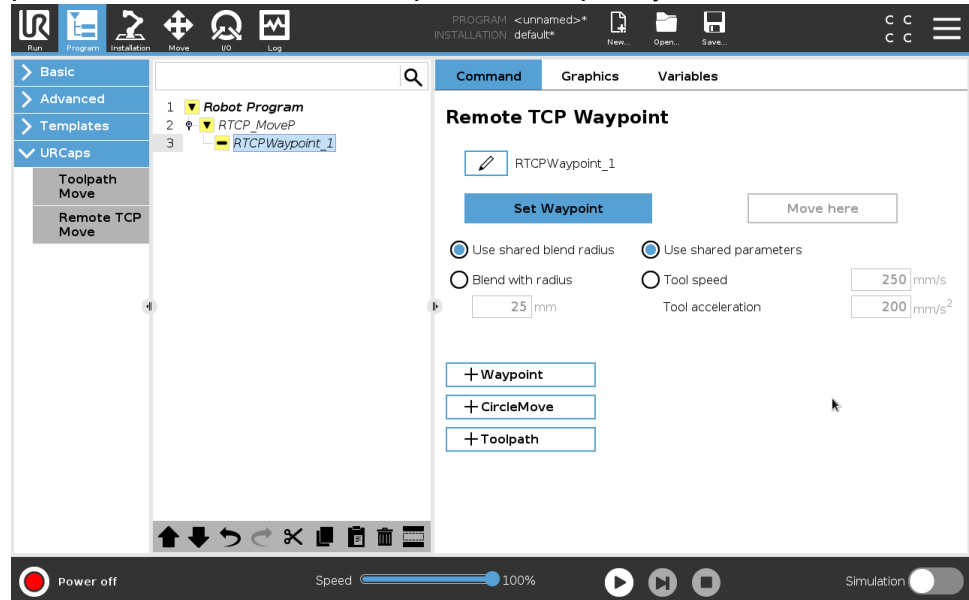 PROGRAM <unnamed>*
INSTALLATION default*
Run Program Installation Move I/O Log New... Open... Save...
C C
C C
Basic
Advanced
Templates
URCaps
Toolpath
Move
Remote TCP
Move
1 Robot Program
2 RTCP_MoveP
3 RTCPWaypoint_1
Command Graphics Variables
Remote TCP Waypoint
RTCPWaypoint_1
Set Waypoint Move here
Use shared blend radius Use shared parameters
Blend with radius Tool speed 250 mm/s
25 mm Tool acceleration 200 mm/s²
+Waypoint
+CircleMove
+Toolpath
Power off Speed 100% Simulation